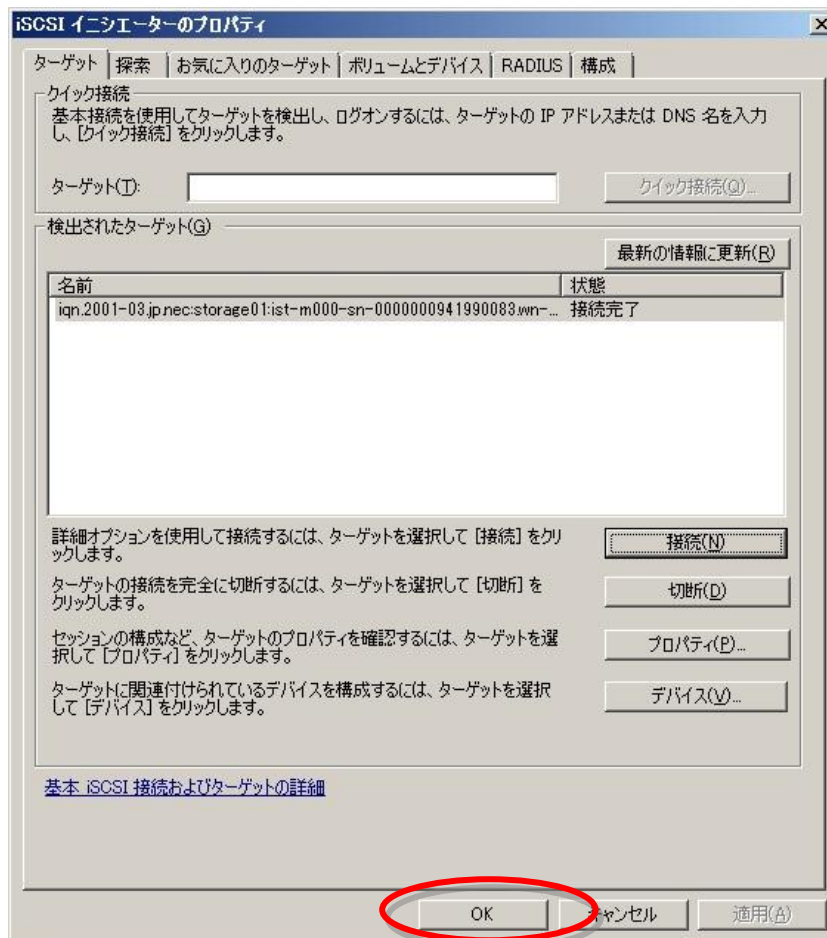 iSCSI イニシエーターのプロパティ
ターゲット 探索 お気に入りのターゲット ボリュームとデバイス RADIUS 構成
クイック接続
基本接続を使用してターゲットを検出し、ログオンするには、ターゲットの IP アドレスまたは DNS 名を入力
し、[クイック接続] をクリックします。
ターゲット(T): クイック接続(Q)...
検出されたターゲット(G)
最新の情報に更新(R)
名前 状態
iqn.2001-03.jp.nec:storage01:ist-m000-sn-0000000941990083.wn-... 接続完了
詳細オプションを使用して接続するには、ターゲットを選択して [接続] をクリ
ックします。
接続(N)
ターゲットの接続を完全に切断するには、ターゲットを選択して [切断] を
クリックします。
切断(D)
セッションの構成など、ターゲットのプロパティを確認するには、ターゲットを選
択して [プロパティ] をクリックします。
プロパティ(P)...
ターゲットに関連付けられているデバイスを構成するには、ターゲットを選択
して [デバイス] をクリックします。
デバイス(V)...
基本 iSCSI 接続およびターゲットの詳細
OK キャンセル 適用(A)